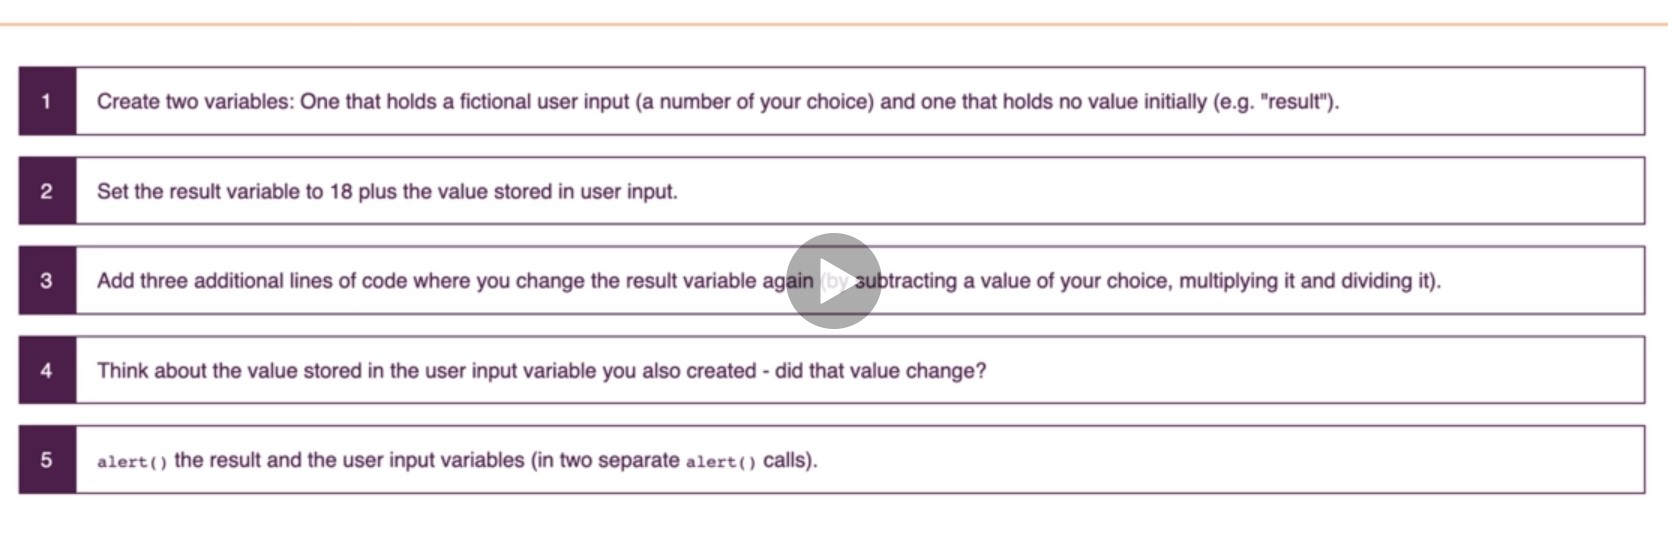 1
Create two variables: One that holds a fictional user input (a number of your choice) and one that holds no value initially (e.g. "result").
2
Set the result variable to 18 plus the value stored in user input.
3
Add three additional lines of code where you change the result variable again (by subtracting a value of your choice, multiplying it and dividing it).
4
Think about the value stored in the user input variable you also created - did that value change?
5
alert() the result and the user input variables (in two separate alert() calls).